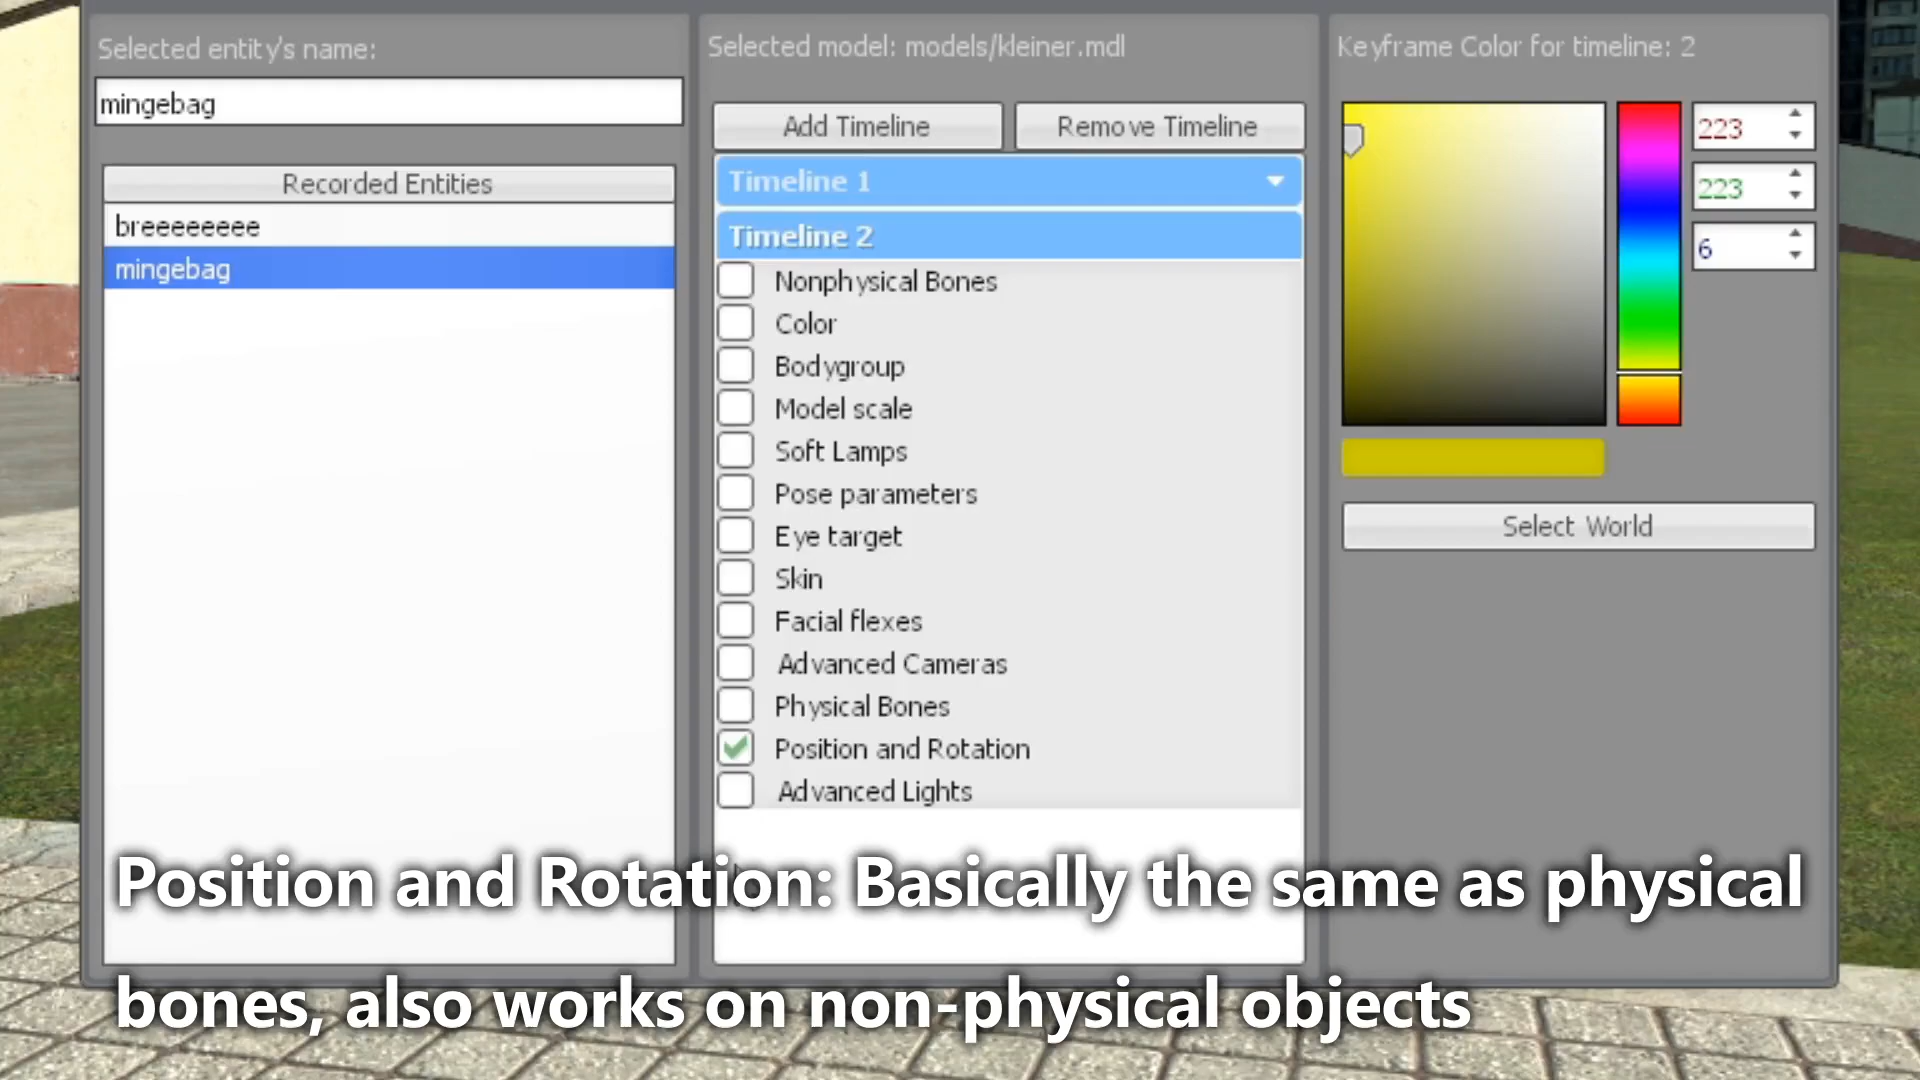 Selected entity's name:
mingebag
Recorded Entities
breeeeeeee
mingebag
Selected model: models/kleiner.mdl
Add Timeline
Remove Timeline
Timeline 1
Timeline 2
Nonphysical Bones
Color
Bodygroup
Model scale
Soft Lamps
Pose parameters
Eye target
Skin
Facial flexes
Advanced Cameras
Physical Bones
Position and Rotation
Advanced Lights
Keyframe Color for timeline: 2
223
223
6
Select World
Position and Rotation: Basically the same as physical
bones, also works on non-physical objects